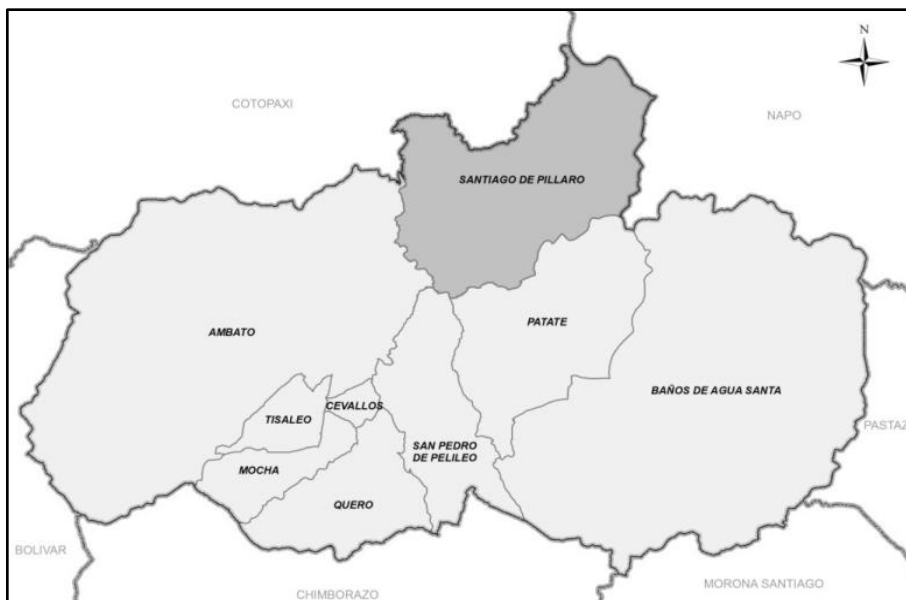 N
COTOPAXI
NAPO
SANTIAGO DE PILLARO
PATATE
AMBATO
BAÑOS DE AGUA SANTA
CEVALLOS
TISALEO
PASTAZ
SAN PEDRO
DE PELILEO
MOCHA
QUERO
BOLIVAR
MORONA SANTIAGO
CHIMBORAZO